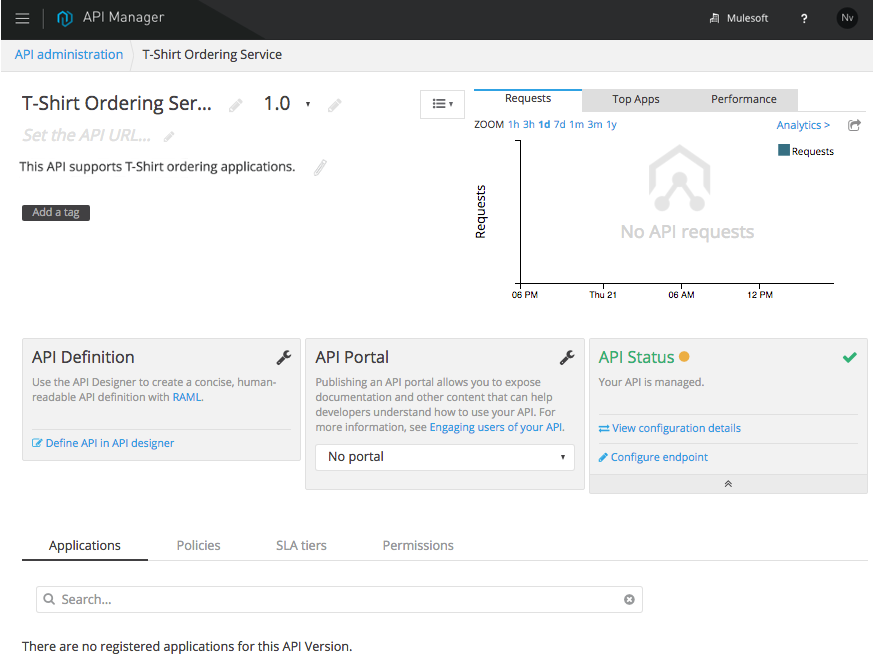 API Manager
Mulesoft
?
Nv
API administration
T-Shirt Ordering Service
T-Shirt Ordering Ser...
1.0
Set the API URL...
This API supports T-Shirt ordering applications.
Add a tag
Requests
Top Apps
Performance
ZOOM 1h 3h 1d 7d 1m 3m 1y
Analytics >
Requests
Requests
No API requests
06 PM
Thu 21
06 AM
12 PM
API Definition
Use the API Designer to create a concise, human-
readable API definition with RAML.
Define API in API designer
API Portal
Publishing an API portal allows you to expose
documentation and other content that can help
developers understand how to use your API. For
more information, see Engaging users of your API.
No portal
API Status
Your API is managed.
View configuration details
Configure endpoint
Applications
Policies
SLA tiers
Permissions
Search...
There are no registered applications for this API Version.